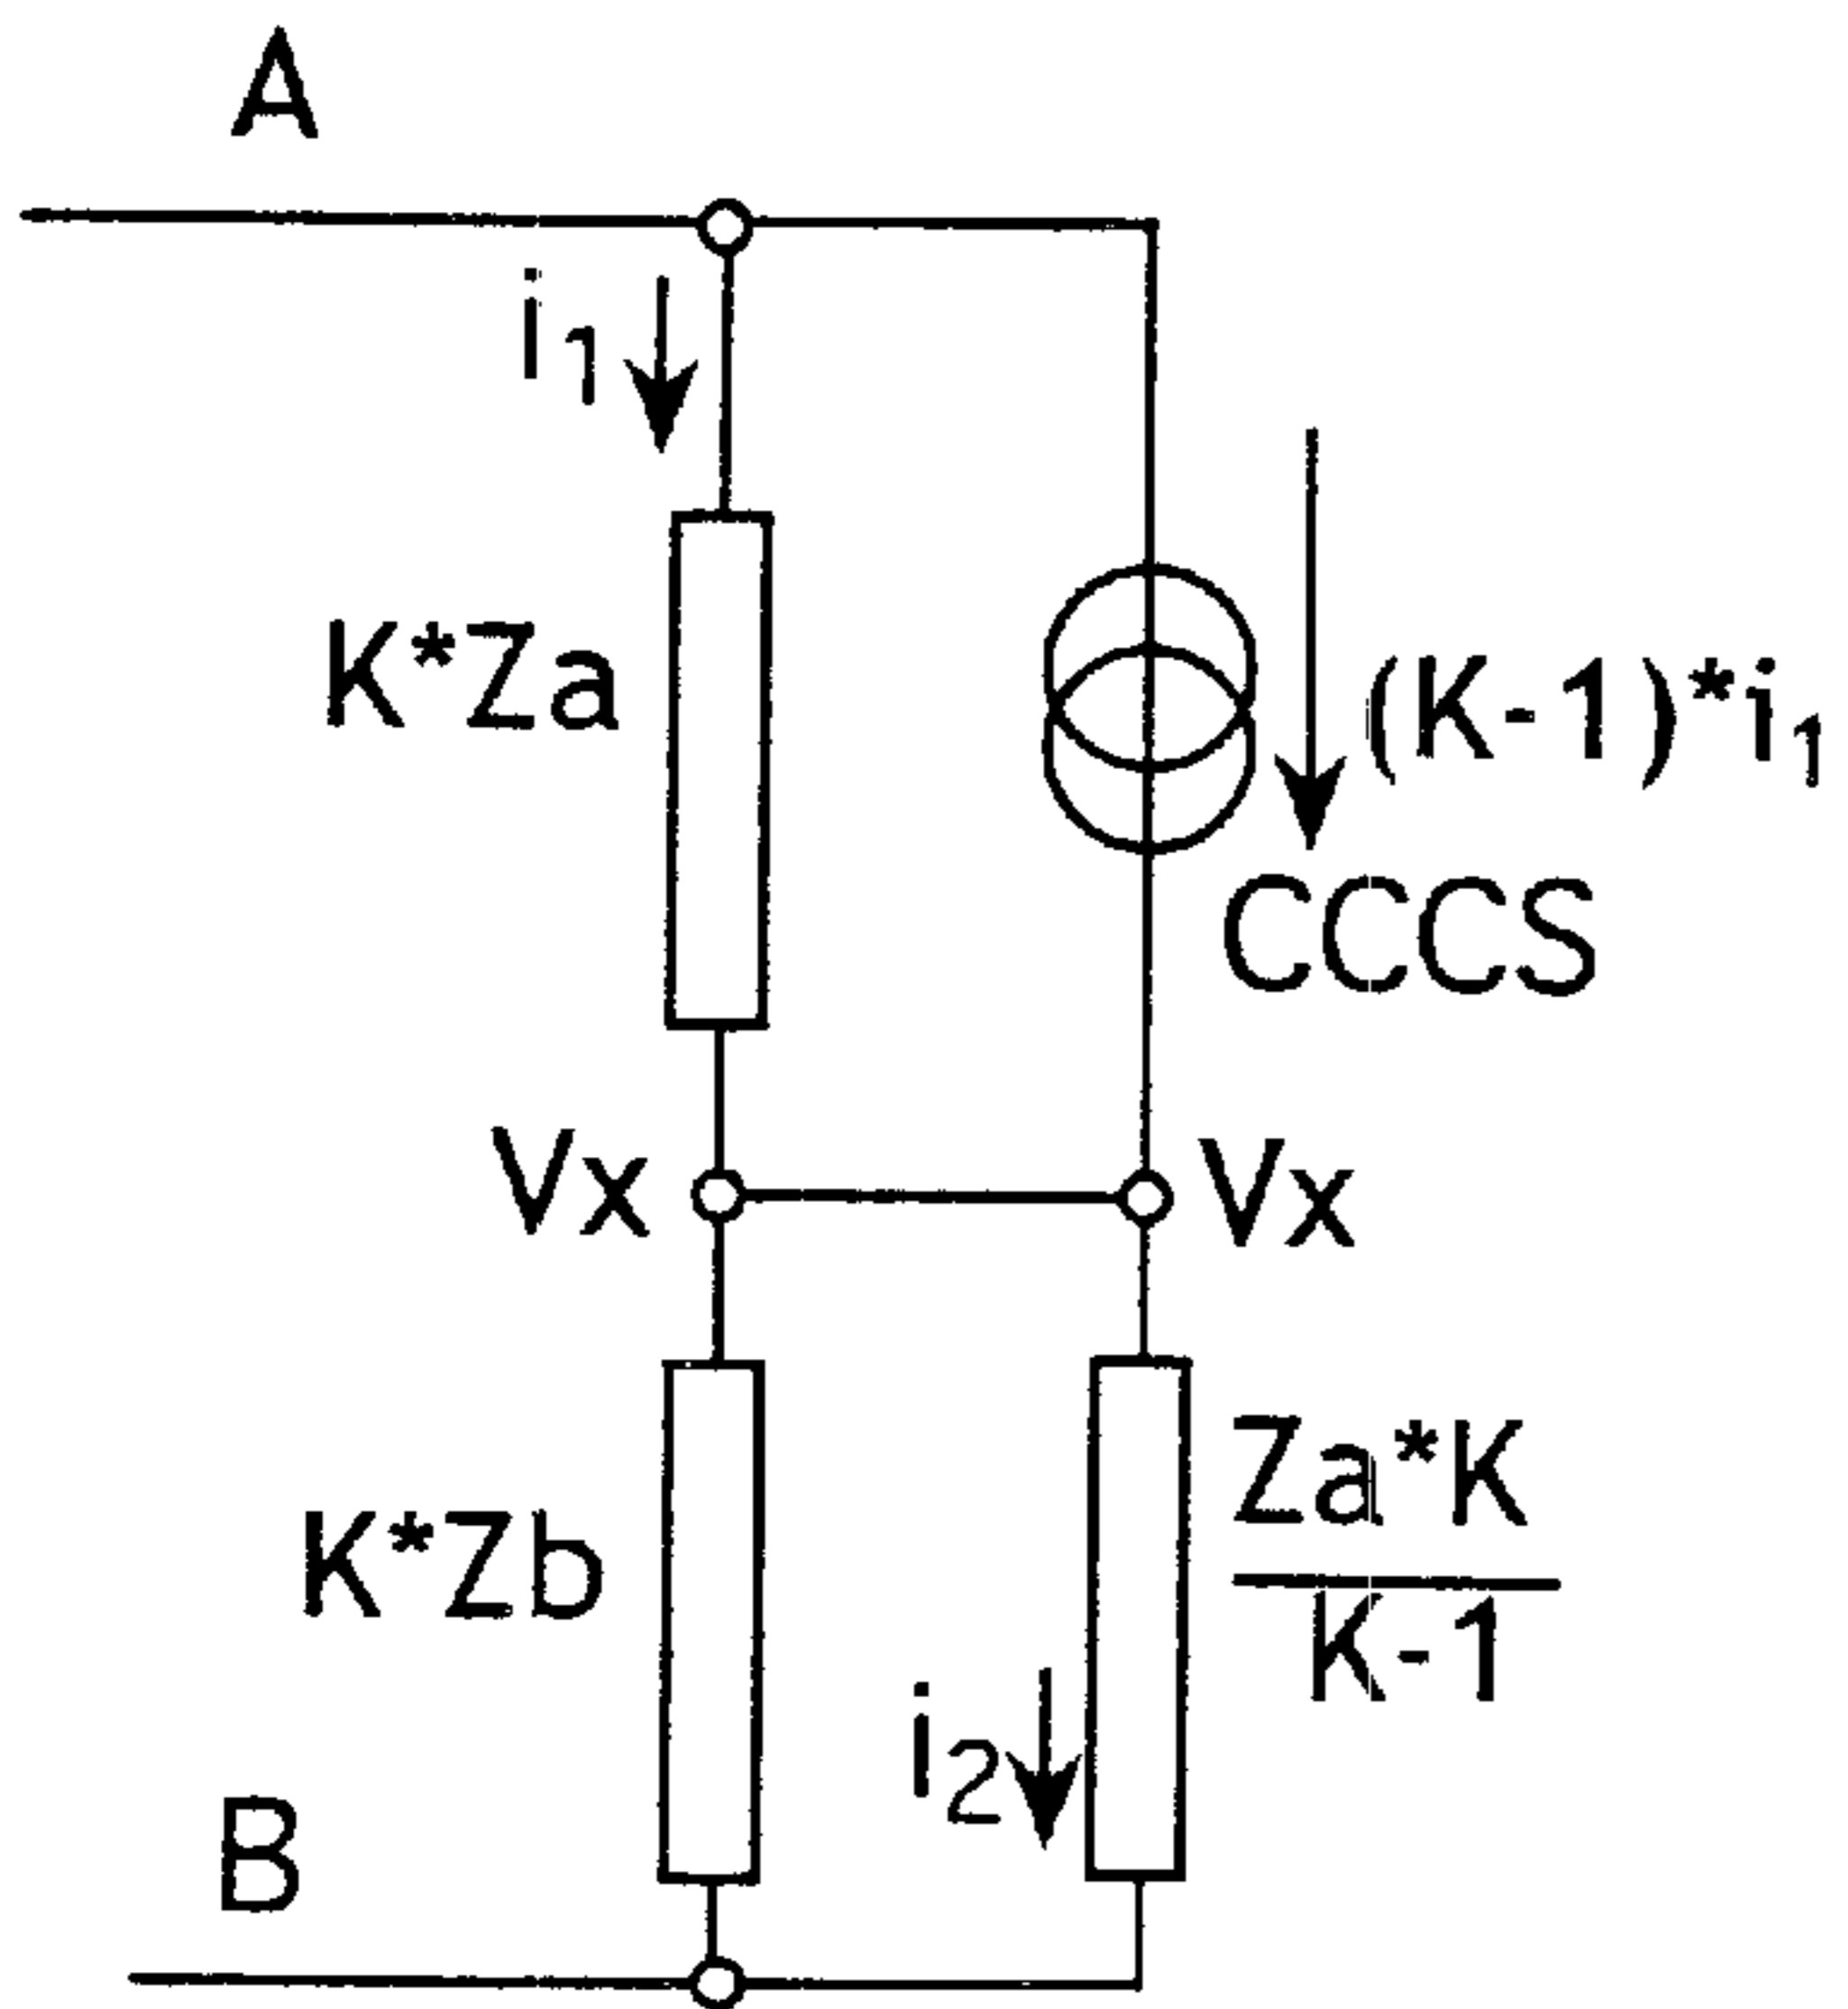 A
i1
K*Za
(K-1)*i1
CCCS
Vx
Vx
Za*K
K-1
K*Zb
i2
B